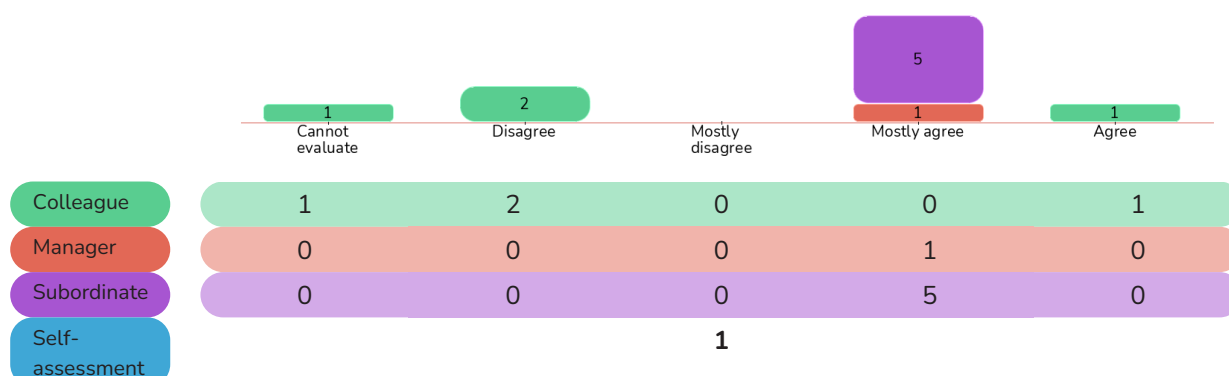 5
2
1
1
1
Cannot
evaluate
Disagree
Mostly
disagree
Mostly agree
Agree
Colleague 1 2 0 0 1
Manager 0 0 0 1 0
Subordinate 0 0 0 5 0
Self-
assessment
1